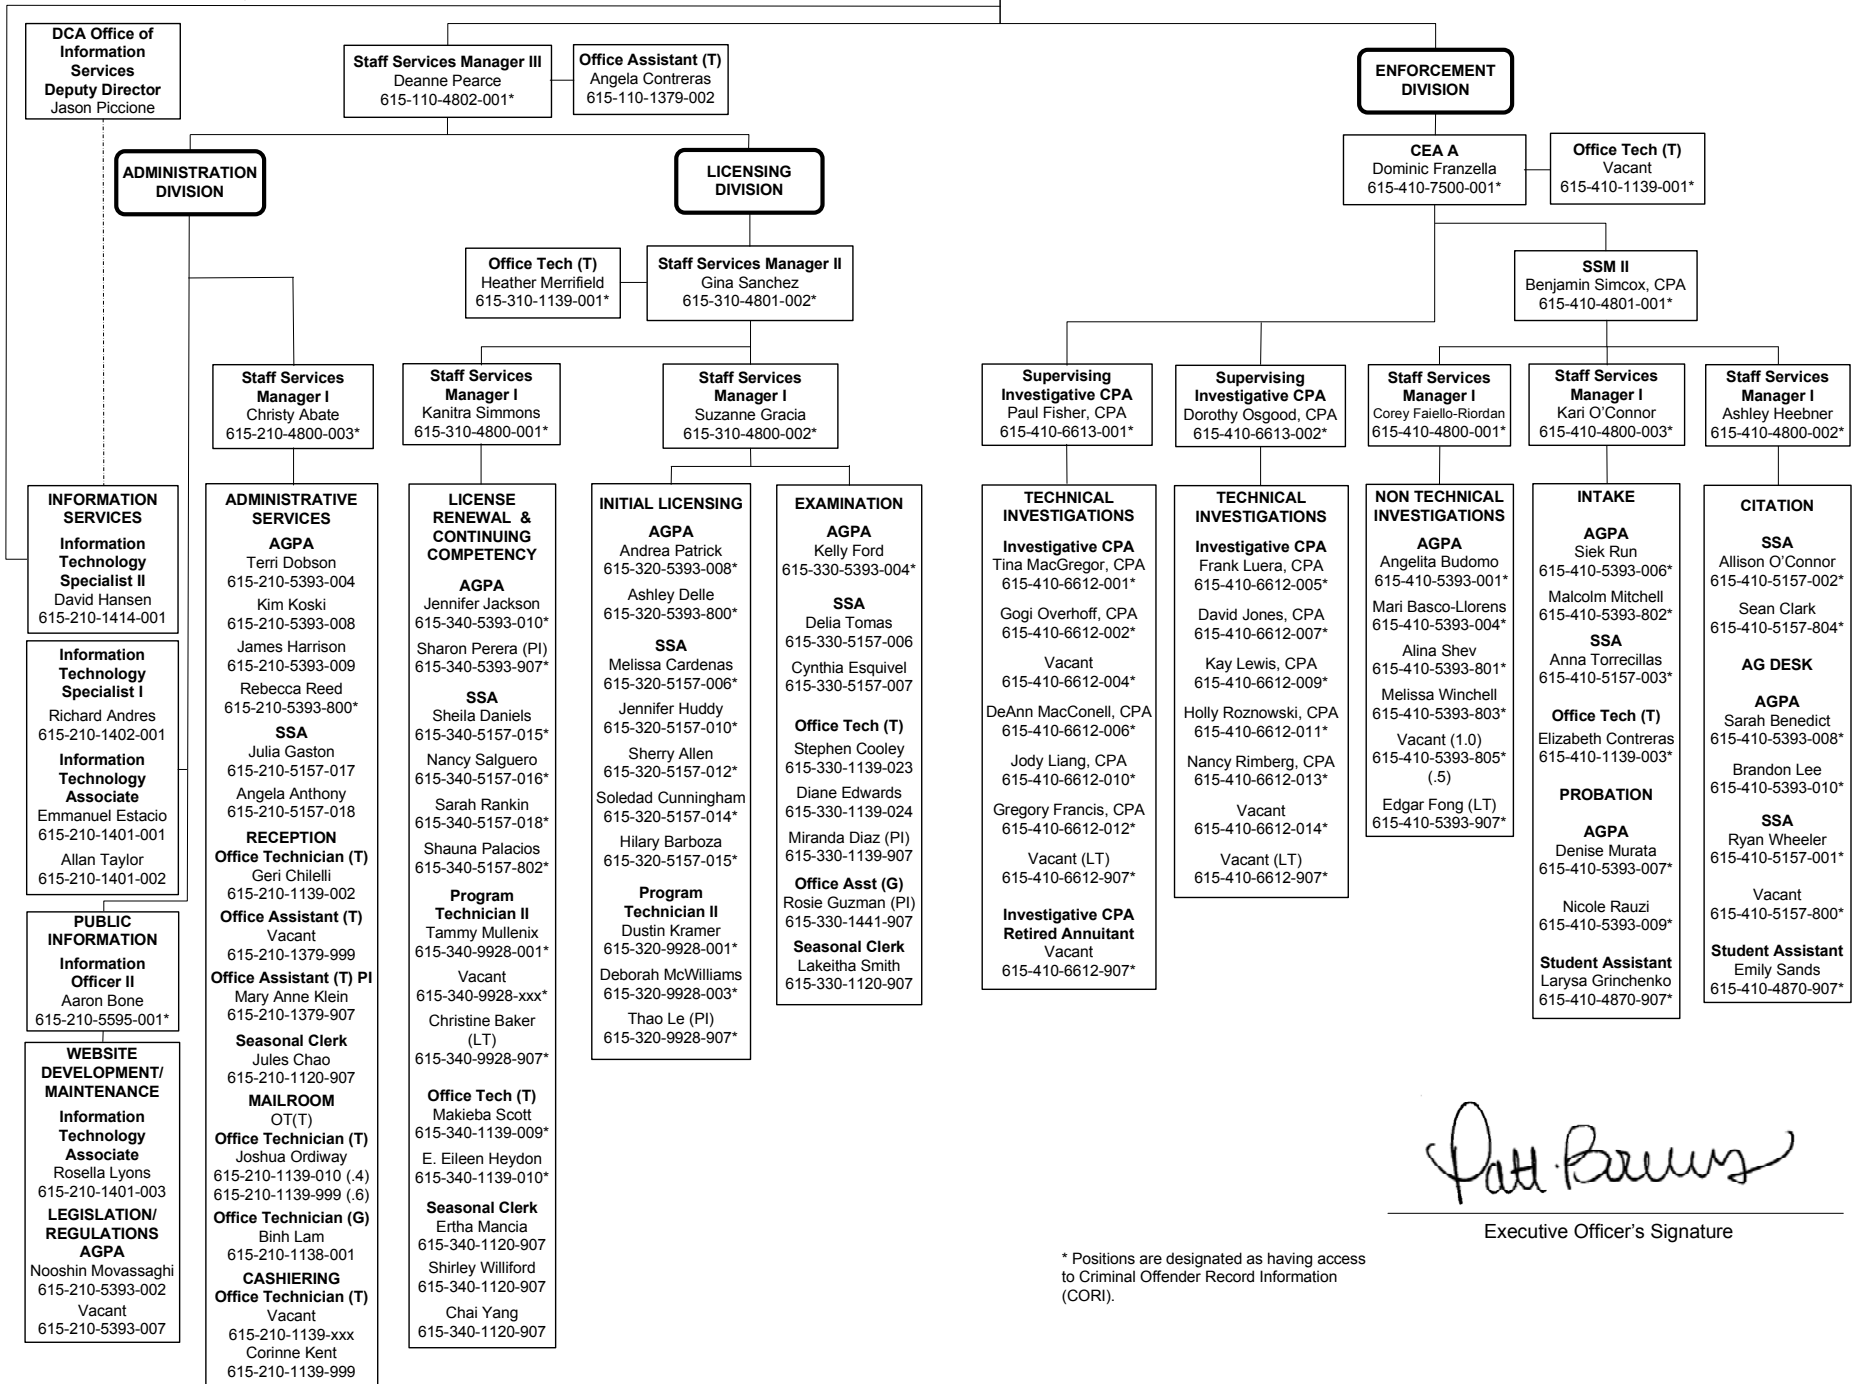 DCA Office of
Information
Services
Deputy Director
Jason Piccione
Staff Services Manager III
Deanne Pearce
615-110-4802-001*
Office Assistant (T)
Angela Contreras
615-110-1379-002
ENFORCEMENT
DIVISION
ADMINISTRATION
DIVISION
LICENSING
DIVISION
CEA A
Dominic Franzella
615-410-7500-001*
Office Tech (T)
Vacant
615-410-1139-001*
Office Tech (T)
Heather Merrifield
615-310-1139-001*
Staff Services Manager II
Gina Sanchez
615-310-4801-002*
SSM II
Benjamin Simcox, CPA
615-410-4801-001*
Staff Services
Manager I
Christy Abate
615-210-4800-003*
Staff Services
Manager I
Kanitra Simmons
615-310-4800-001*
Staff Services
Manager I
Suzanne Gracia
615-310-4800-002*
Supervising
Investigative CPA
Paul Fisher, CPA
615-410-6613-001*
Supervising
Investigative CPA
Dorothy Osgood, CPA
615-410-6613-002*
Staff Services
Manager I
Corey Faiello-Riordan
615-410-4800-001*
Staff Services
Manager I
Kari O'Connor
615-410-4800-003*
Staff Services
Manager I
Ashley Heebner
615-410-4800-002*
INFORMATION
SERVICES
Information
Technology
Specialist II
David Hansen
615-210-1414-001
Information
Technology
Specialist I
Richard Andres
615-210-1402-001
Information
Technology
Associate
Emmanuel Estacio
615-210-1401-001
Allan Taylor
615-210-1401-002
PUBLIC
INFORMATION
Information
Officer II
Aaron Bone
615-210-5595-001*
WEBSITE
DEVELOPMENT/
MAINTENANCE
Information
Technology
Associate
Rosella Lyons
615-210-1401-003
LEGISLATION/
REGULATIONS
AGPA
Nooshin Movassaghi
615-210-5393-002
Vacant
615-210-5393-007
ADMINISTRATIVE
SERVICES
AGPA
Terri Dobson
615-210-5393-004
Kim Koski
615-210-5393-008
James Harrison
615-210-5393-009
Rebecca Reed
615-210-5393-800*
SSA
Julia Gaston
615-210-5157-017
Angela Anthony
615-210-5157-018
RECEPTION
Office Technician (T)
Geri Chilelli
615-210-1139-002
Office Assistant (T)
Vacant
615-210-1379-999
Office Assistant (T) PI
Mary Anne Klein
615-210-1379-907
Seasonal Clerk
Jules Chao
615-210-1120-907
MAILROOM
OT(T)
Office Technician (T)
Joshua Ordiway
615-210-1139-010 (.4)
615-210-1139-999 (.6)
Office Technician (G)
Binh Lam
615-210-1138-001
CASHIERING
Office Technician (T)
Vacant
615-210-1139-xxx
Corinne Kent
615-210-1139-999
LICENSE
RENEWAL &
CONTINUING
COMPETENCY
AGPA
Jennifer Jackson
615-340-5393-010*
Sharon Perera (PI)
615-340-5393-907*
SSA
Sheila Daniels
615-340-5157-015*
Nancy Salguero
615-340-5157-016*
Sarah Rankin
615-340-5157-018*
Shauna Palacios
615-340-5157-802*
Program
Technician II
Tammy Mullenix
615-340-9928-001*
Vacant
615-340-9928-xxx*
Christine Baker
(LT)
615-340-9928-907*
Office Tech (T)
Makieba Scott
615-340-1139-009*
E. Eileen Heydon
615-340-1139-010*
Seasonal Clerk
Ertha Mancia
615-340-1120-907
Shirley Williford
615-340-1120-907
Chai Yang
615-340-1120-907
INITIAL LICENSING
AGPA
Andrea Patrick
615-320-5393-008*
Ashley Delle
615-320-5393-800*
SSA
Melissa Cardenas
615-320-5157-006*
Jennifer Huddy
615-320-5157-010*
Sherry Allen
615-320-5157-012*
Soledad Cunningham
615-320-5157-014*
Hilary Barboza
615-320-5157-015*
Program
Technician II
Dustin Kramer
615-320-9928-001*
Deborah McWilliams
615-320-9928-003*
Thao Le (PI)
615-320-9928-907*
EXAMINATION
AGPA
Kelly Ford
615-330-5393-004*
SSA
Delia Tomas
615-330-5157-006
Cynthia Esquivel
615-330-5157-007
Office Tech (T)
Stephen Cooley
615-330-1139-023
Diane Edwards
615-330-1139-024
Miranda Diaz (PI)
615-330-1139-907
Office Asst (G)
Rosie Guzman (PI)
615-330-1441-907
Seasonal Clerk
Lakeitha Smith
615-330-1120-907
TECHNICAL
INVESTIGATIONS
Investigative CPA
Tina MacGregor, CPA
615-410-6612-001*
Gogi Overhoff, CPA
615-410-6612-002*
Vacant
615-410-6612-004*
DeAnn MacConell, CPA
615-410-6612-006*
Jody Liang, CPA
615-410-6612-010*
Gregory Francis, CPA
615-410-6612-012*
Vacant (LT)
615-410-6612-907*
Investigative CPA
Retired Annuitant
Vacant
615-410-6612-907*
TECHNICAL
INVESTIGATIONS
Investigative CPA
Frank Luera, CPA
615-410-6612-005*
David Jones, CPA
615-410-6612-007*
Kay Lewis, CPA
615-410-6612-009*
Holly Roznowski, CPA
615-410-6612-011*
Nancy Rimberg, CPA
615-410-6612-013*
Vacant
615-410-6612-014*
Vacant (LT)
615-410-6612-907*
NON TECHNICAL
INVESTIGATIONS
AGPA
Angelita Budomo
615-410-5393-001*
Mari Basco-Llorens
615-410-5393-004*
Alina Shev
615-410-5393-801*
Melissa Winchell
615-410-5393-803*
Vacant (1.0)
615-410-5393-805*
(.5)
Edgar Fong (LT)
615-410-5393-907*
INTAKE
AGPA
Siek Run
615-410-5393-006*
Malcolm Mitchell
615-410-5393-802*
SSA
Anna Torrecillas
615-410-5157-003*
Office Tech (T)
Elizabeth Contreras
615-410-1139-003*
PROBATION
AGPA
Denise Murata
615-410-5393-007*
Nicole Rauzi
615-410-5393-009*
Student Assistant
Larysa Grinchenko
615-410-4870-907*
CITATION
SSA
Allison O'Connor
615-410-5157-002*
Sean Clark
615-410-5157-804*
AG DESK
AGPA
Sarah Benedict
615-410-5393-008*
Brandon Lee
615-410-5393-010*
SSA
Ryan Wheeler
615-410-5157-001*
Vacant
615-410-5157-800*
Student Assistant
Emily Sands
615-410-4870-907*
Executive Officer's Signature
* Positions are designated as having access
to Criminal Offender Record Information
(CORI).